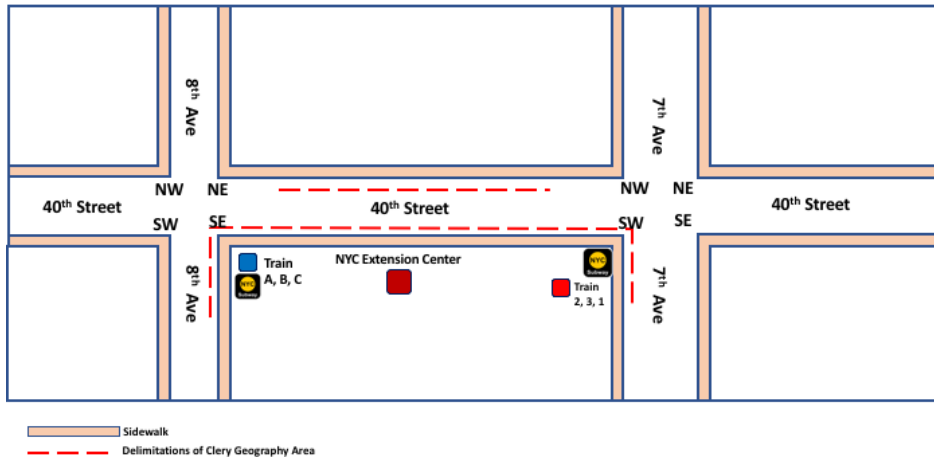 8th Ave
7th Ave
NW NE
NW NE
40th Street
40th Street
40th Street
SW SE
SW SE
Train
A, B, C
NYC Extension Center
NYC
Subway
NYC
Subway
Train
2, 3, 1
8th Ave
7th Ave
Sidewalk
Delimitations of Clery Geography Area